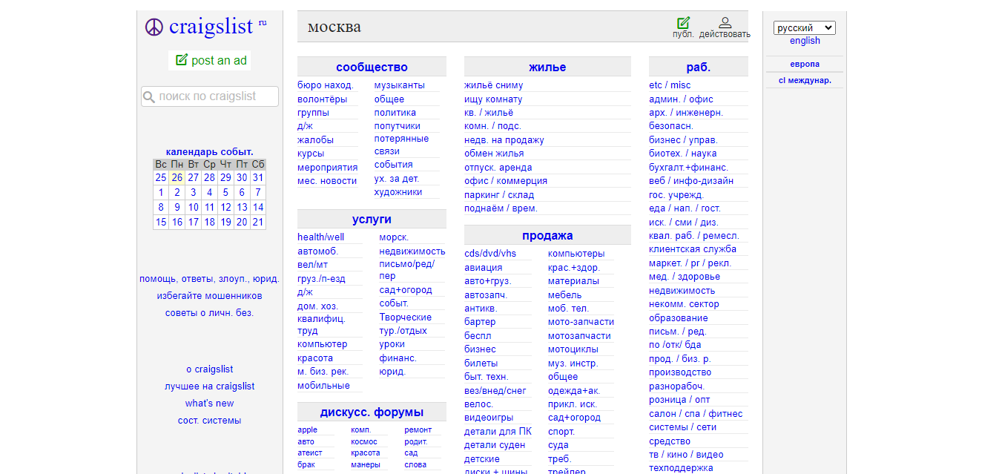 craigslist ru
post an ad
поиск по craigslist
календарь событ.
Вс Пн Вт Ср Чт Пт Сб
25 26 27 28 29 30 31
1 2 3 4 5 6 7
8 9 10 11 12 13 14
15 16 17 18 19 20 21
помощь, ответы, злоуп., юрид.
избегайте мошенников
советы о личн. без.
о craigslist
лучшее на craigslist
what's new
сост. системы
москва
публ.
действовать
сообщество
бюро наход.
волонтёры
группы
д/ж
жалобы
курсы
мероприятия
мес. новости
музыканты
общее
политика
попутчики
потерянные
связи
события
ух. за дет.
художники
услуги
health/well
автомоб.
вел/мт
груз./п-езд
д/ж
дом. хоз.
квалифиц.
труд
компьютер
красота
м. биз. рек.
мобильные
морск.
недвижимость
письмо/ред/
пер
сад+огород
событ.
Творческие
тур./отдых
уроки
финанс.
юрид.
дискусс. форумы
apple
авто
атеист
брак
комп.
космос
красота
манеры
ремонт
родит.
сад
слова
жилье
жильё сниму
ищу комнату
кв. / жильё
комн. / подс.
недв. на продажу
обмен жилья
отпуск. аренда
офис / коммерция
паркинг / склад
поднаём / врем.
продажа
cds/dvd/vhs
авиация
авто+груз.
автозапч.
антикв.
бартер
беспл
бизнес
билеты
быт. техн.
вез/внед/снег
велос.
видеоигры
детали для ПК
детали суден
детские
диски + шины
компьютеры
крас.+здор.
материалы
мебель
моб. тел.
мото-запчасти
мотозапчасти
мотоциклы
муз. инстр.
общее
одежда+ак.
прикл. иск.
сад+огород
спорт.
суда
треб.
трейлер
раб.
etc / misc
админ. / офис
арх. / инженерн.
безопасн.
бизнес / управ.
биотех. / наука
бухгалт.+финанс.
веб / инфо-дизайн
гос. учрежд.
еда / нап. / гост.
иск. / сми / диз.
квал. раб. / ремесл.
клиентская служба
маркет. / pr / рекл.
мед. / здоровье
недвижимость
некомм. сектор
образование
письм. / ред.
по /отк/ бда
прод. / биз. р.
производство
разнорабоч.
розница / опт
салон / спа / фитнес
системы / сети
средство
тв / кино / видео
техподдержка
русский
english
европа
cl междунар.